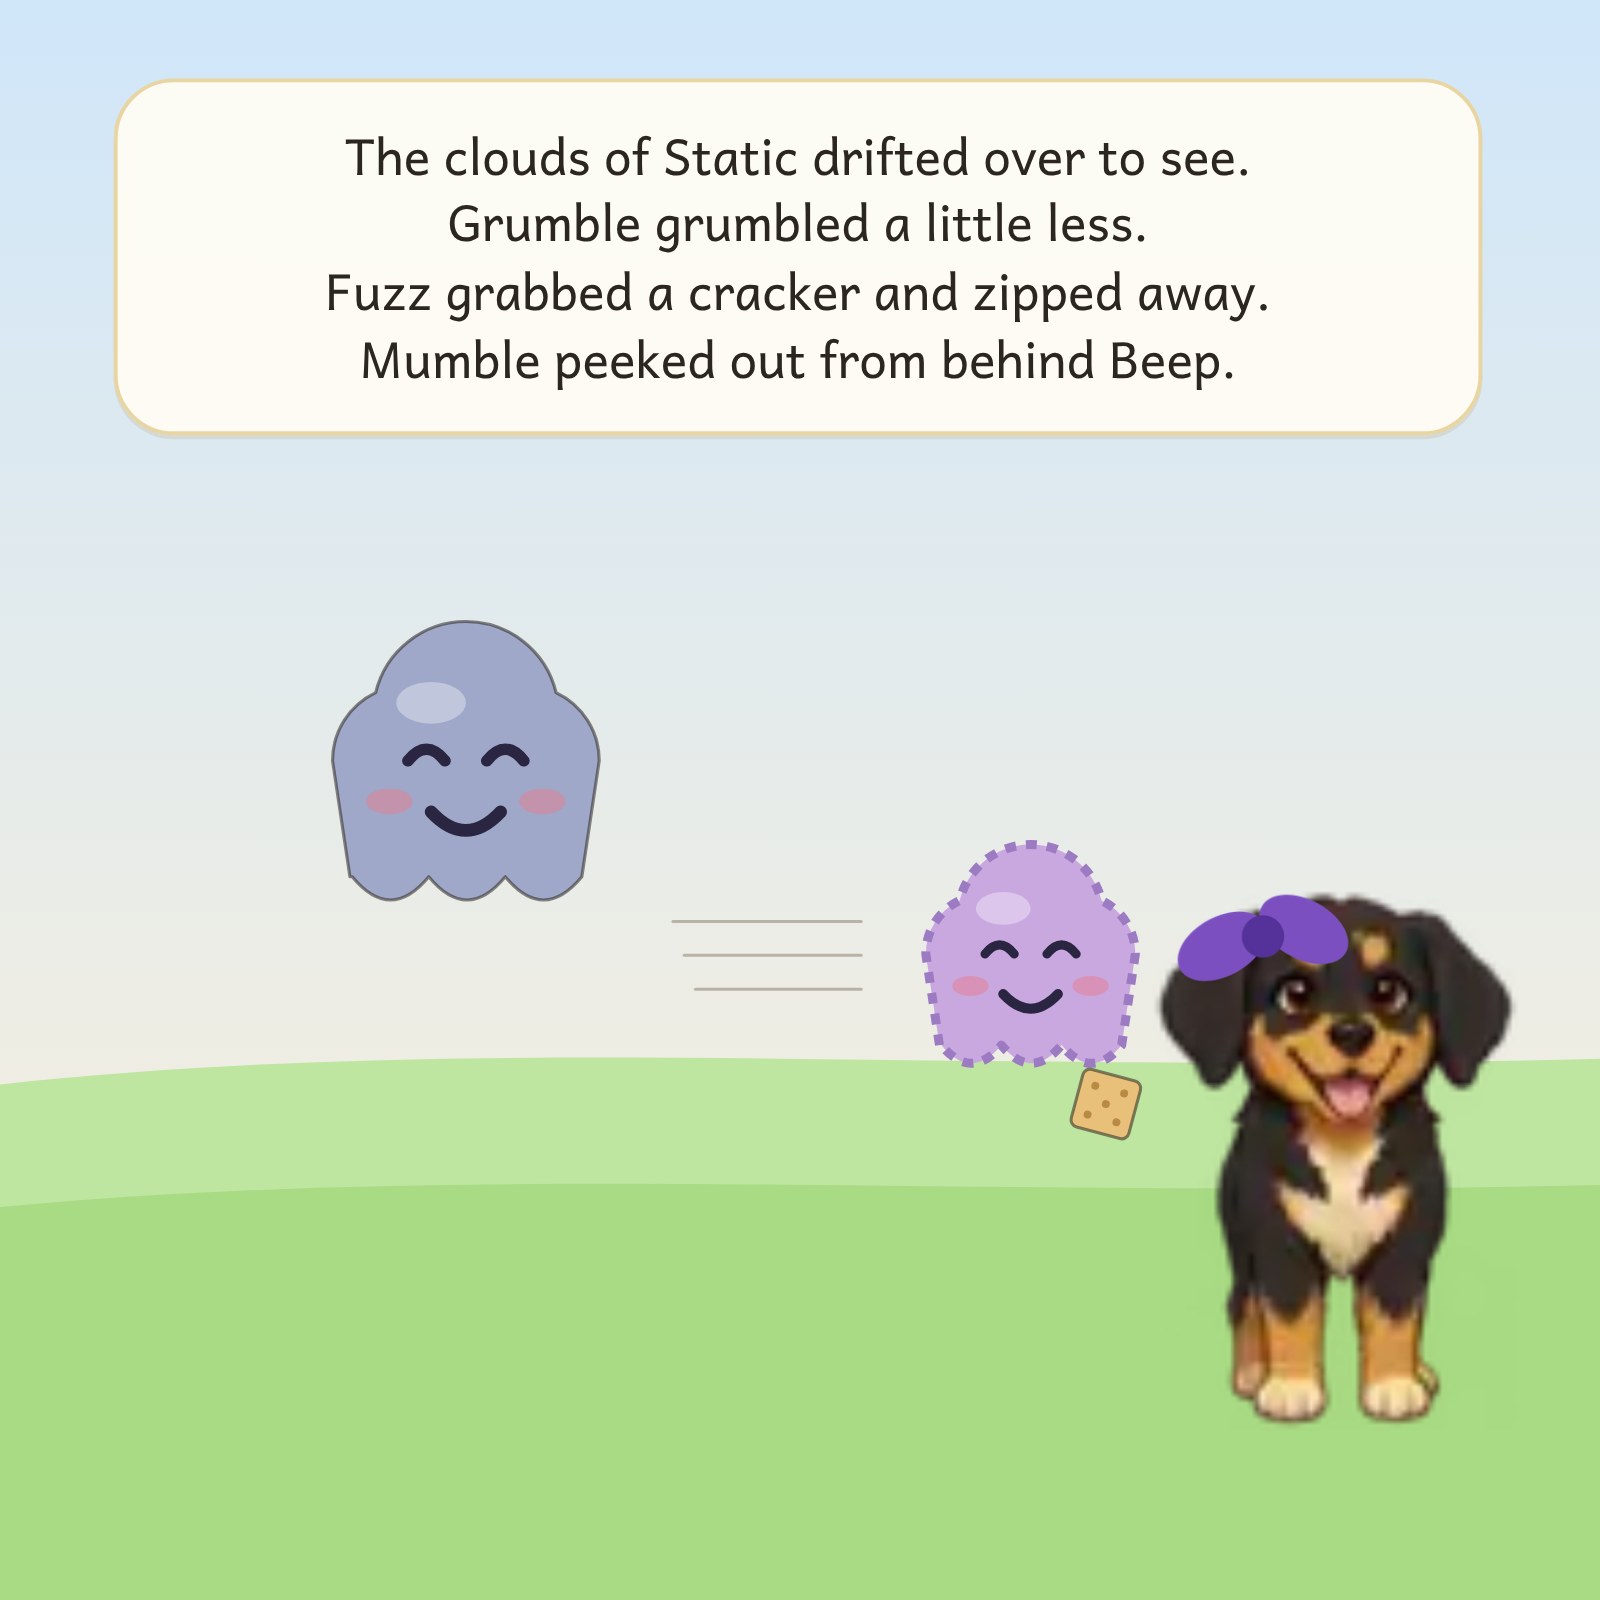 The clouds of Static drifted over to see.
Grumble grumbled a little less.
Fuzz grabbed a cracker and zipped away.
Mumble peeked out from behind Beep.